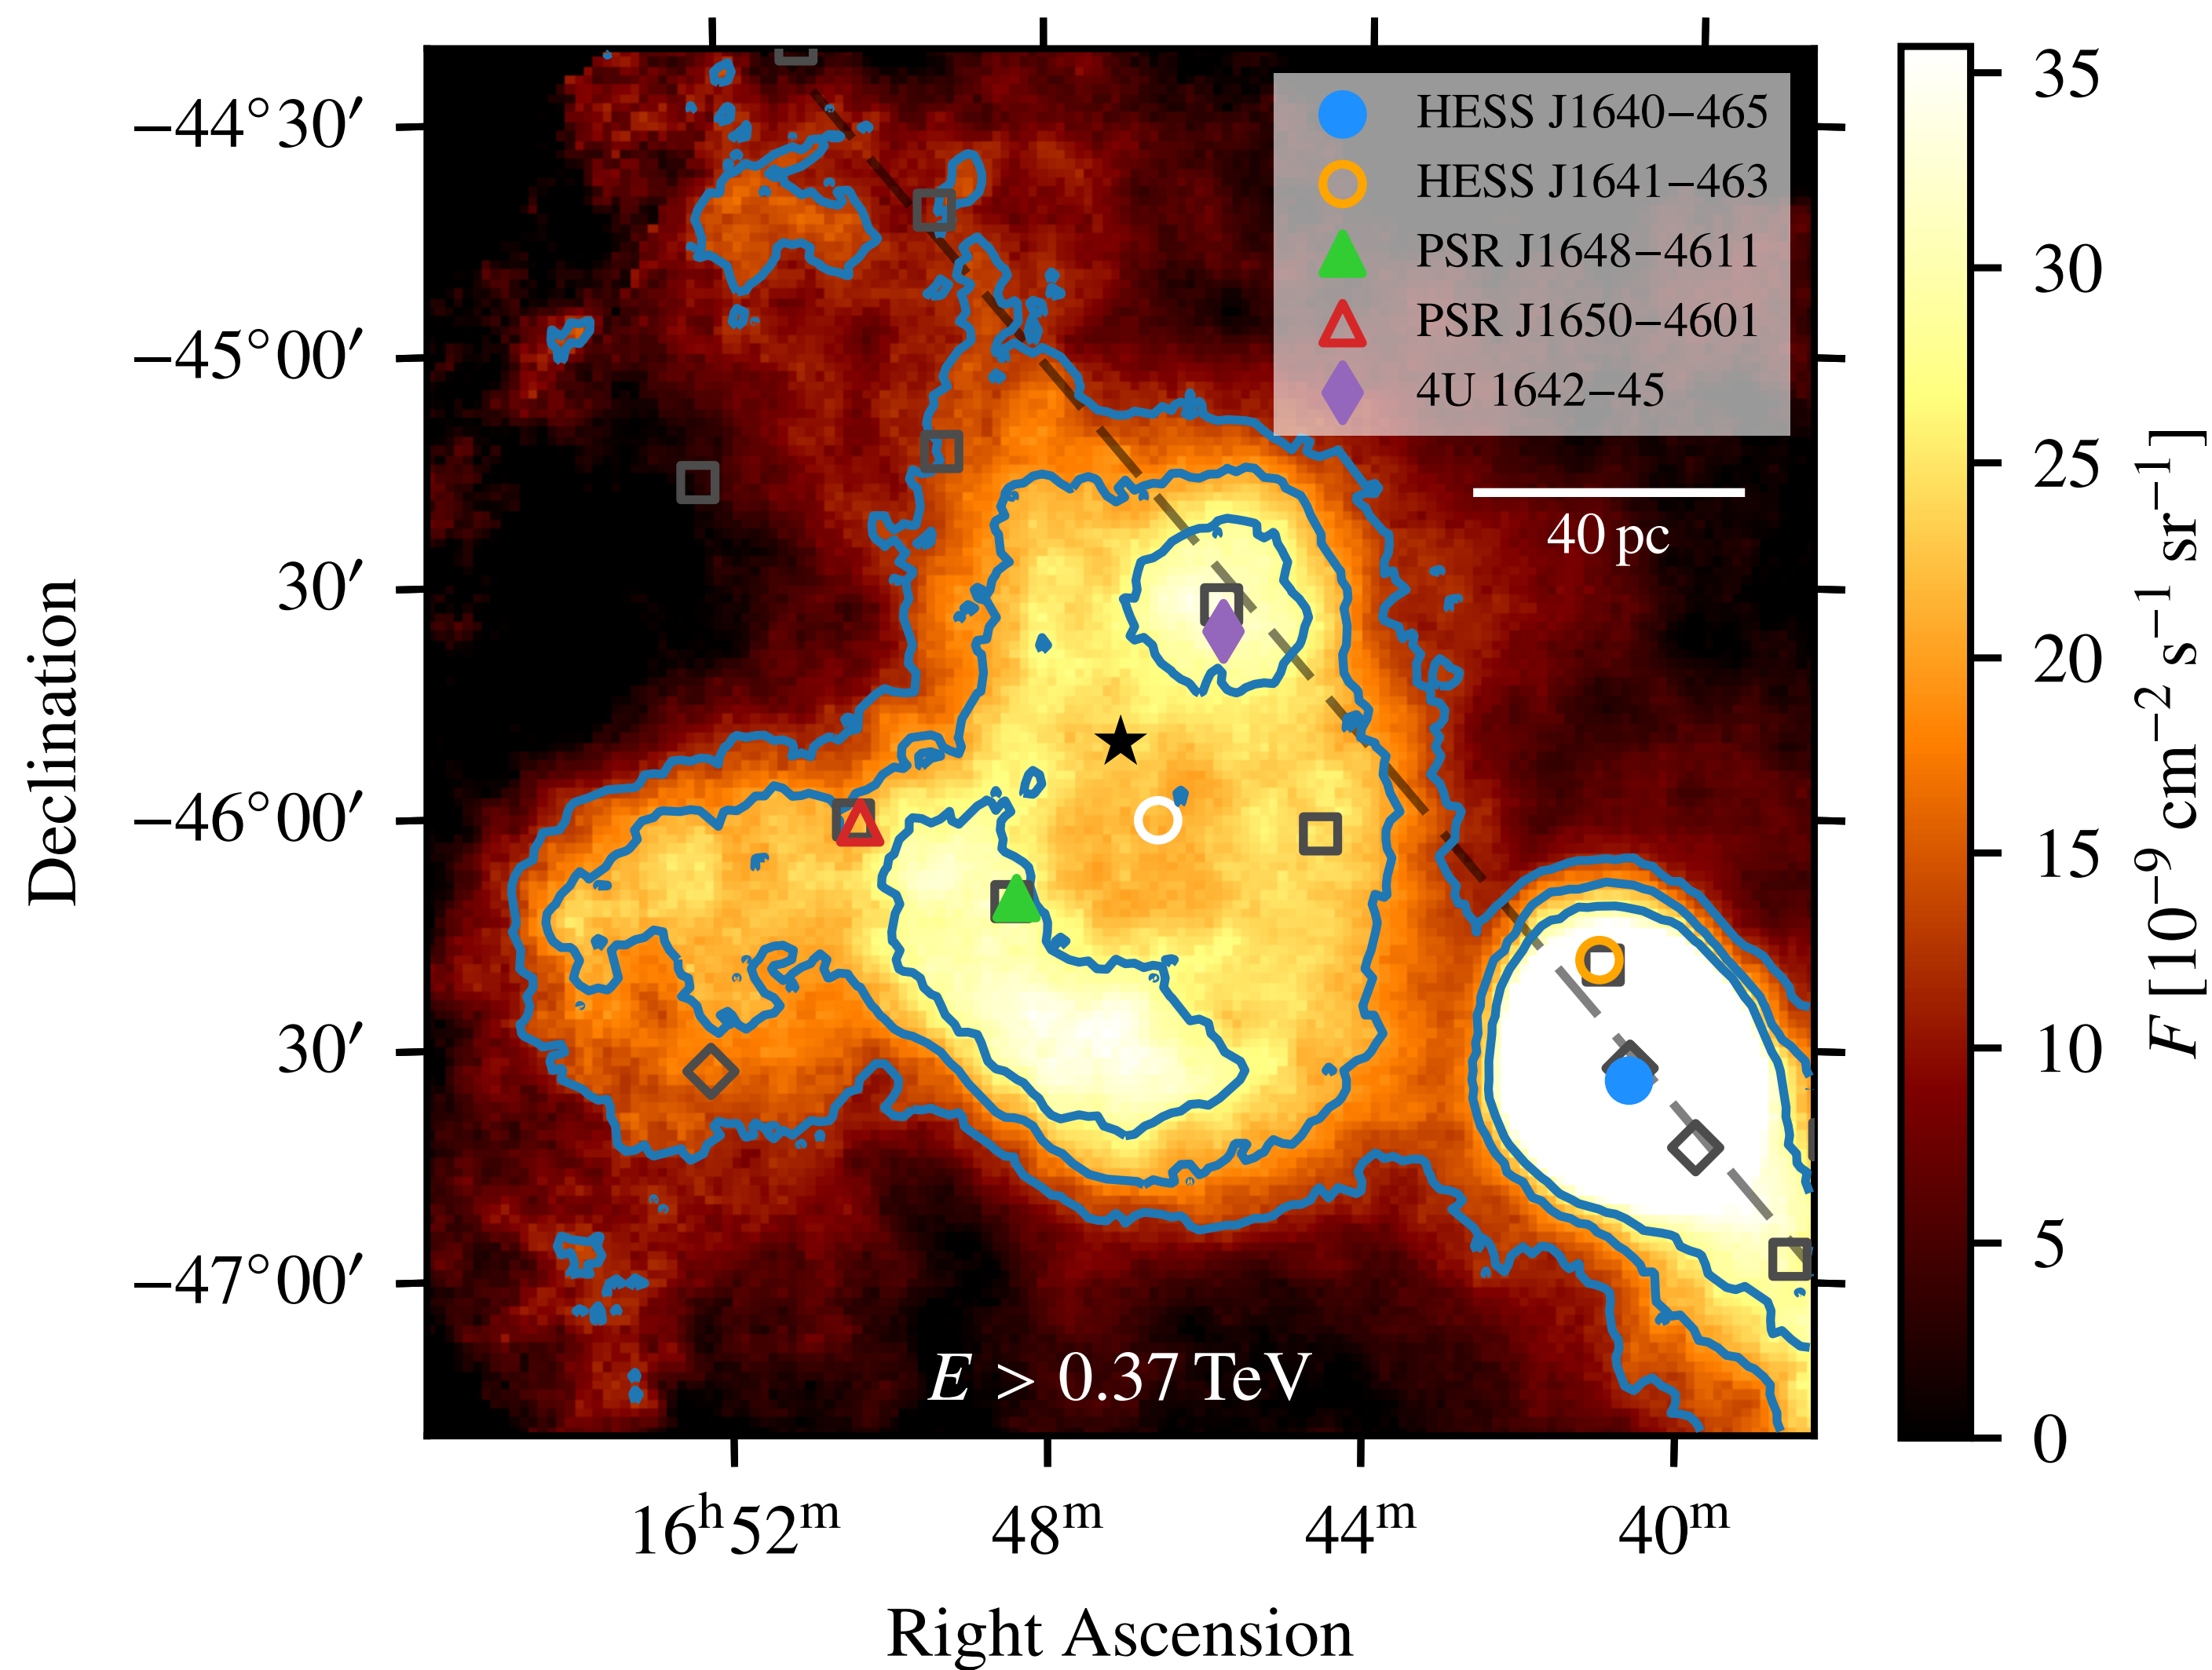 HESS J1640−465
HESS J1641−463
PSR J1648−4611
PSR J1650−4601
4U 1642−45
40 pc
E > 0.37 TeV
−44°30′
−45°00′
30′
−46°00′
30′
−47°00′
Declination
16ʰ52ᵐ
48ᵐ
44ᵐ
40ᵐ
Right Ascension
35
30
25
20
15
10
5
0
F [10⁻⁹ cm⁻² s⁻¹ sr⁻¹]